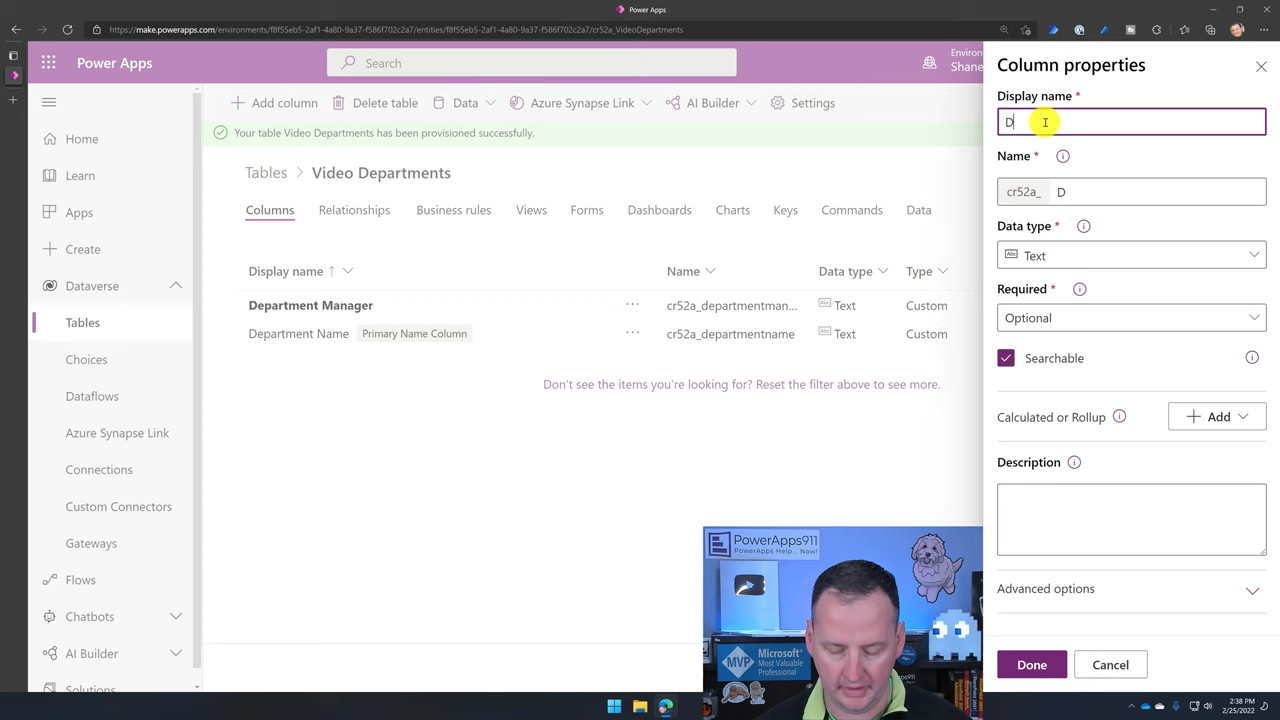 Power Apps
https://make.powerapps.com/environments/f8f55eb5-2af1-4a80-9a37-f586f7702c2a7/entities/f8f55eb5-2af1-4a80-9a37-f586f7702c2a7/cr52a_VideoDepartments
Power Apps
Search
Environ
Shane
Add column
Delete table
Data
Azure Synapse Link
AI Builder
Settings
Your table Video Departments has been provisioned successfully.
Tables > Video Departments
Columns
Relationships
Business rules
Views
Forms
Dashboards
Charts
Keys
Commands
Data
Display name ↑
Name
Data type
Type
Department Manager ... cr52a_departmentman... Text Custom
Department Name Primary Name Column ... cr52a_departmentname Text Custom
Don't see the items you're looking for? Reset the filter above to see more.
Home
Learn
Apps
Create
Dataverse
Tables
Choices
Dataflows
Azure Synapse Link
Connections
Custom Connectors
Gateways
Flows
Chatbots
AI Builder
Solutions
Column properties
Display name *
D
Name *
cr52a_ D
Data type *
Abc Text
Required *
Optional
Searchable
Calculated or Rollup
Add
Description
Advanced options
Done
Cancel
PowerApps911
PowerApps Help... Now!
Microsoft®
MVP
Most Valuable
Professional
2:38 PM
2/25/2022